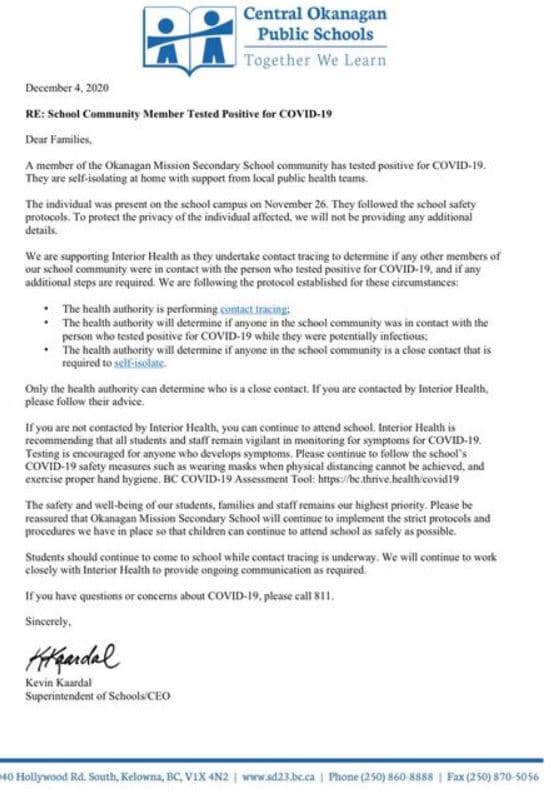 Central Okanagan
Public Schools
Together We Learn
December 4, 2020
RE: School Community Member Tested Positive for COVID-19
Dear Families,
A member of the Okanagan Mission Secondary School community has tested positive for COVID-19.
They are self-isolating at home with support from local public health teams.
The individual was present on the school campus on November 26. They followed the school safety
protocols. To protect the privacy of the individual affected, we will not be providing any additional
details.
We are supporting Interior Health as they undertake contact tracing to determine if any other members of
our school community were in contact with the person who tested positive for COVID-19, and if any
additional steps are required. We are following the protocol established for these circumstances:
• The health authority is performing contact tracing;
• The health authority will determine if anyone in the school community was in contact with the
person who tested positive for COVID-19 while they were potentially infectious;
• The health authority will determine if anyone in the school community is a close contact that is
required to self-isolate.
Only the health authority can determine who is a close contact. If you are contacted by Interior Health,
please follow their advice.
If you are not contacted by Interior Health, you can continue to attend school. Interior Health is
recommending that all students and staff remain vigilant in monitoring for symptoms for COVID-19.
Testing is encouraged for anyone who develops symptoms. Please continue to follow the school's
COVID-19 safety measures such as wearing masks when physical distancing cannot be achieved, and
exercise proper hand hygiene. BC COVID-19 Assessment Tool: https://bc.thrive.health/covid19
The safety and well-being of our students, families and staff remains our highest priority. Please be
reassured that Okanagan Mission Secondary School will continue to implement the strict protocols and
procedures we have in place so that children can continue to attend school as safely as possible.
Students should continue to come to school while contact tracing is underway. We will continue to work
closely with Interior Health to provide ongoing communication as required.
If you have questions or concerns about COVID-19, please call 811.
Sincerely,
KKaardal
Kevin Kaardal
Superintendent of Schools/CEO
040 Hollywood Rd. South, Kelowna, BC, V1X 4N2 | www.sd23.bc.ca | Phone (250) 860-8888 | Fax (250) 870-5056